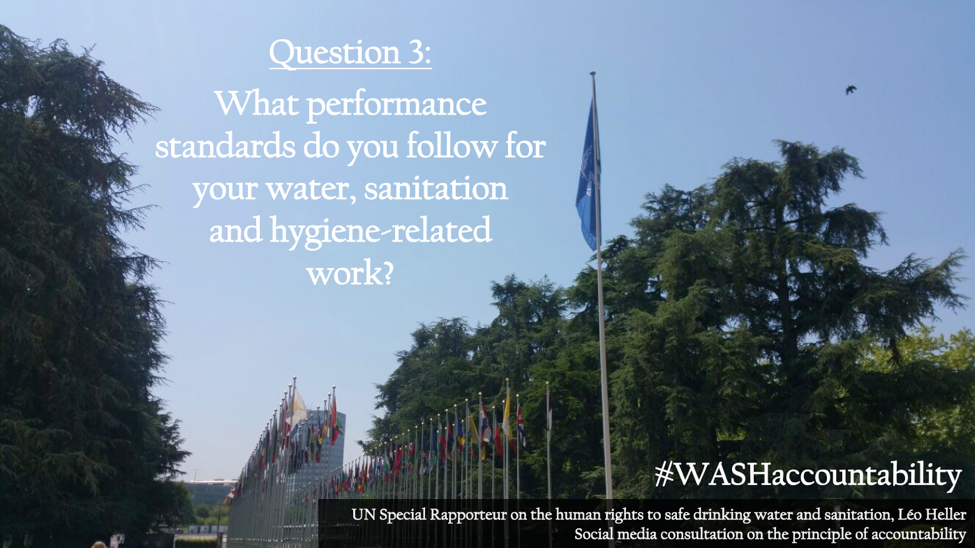 Question 3:
What performance
standards do you follow for
your water, sanitation
and hygiene-related
work?
#WASHaccountability
UN Special Rapporteur on the human rights to safe drinking water and sanitation, Léo Heller
Social media consultation on the principle of accountability